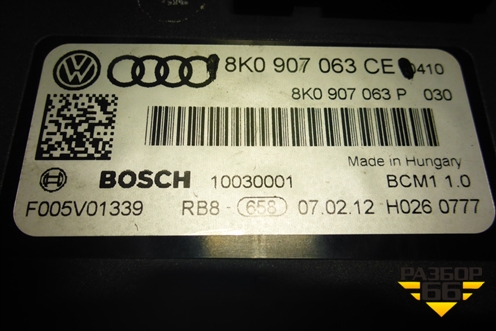 8K0 907 063 CE 0410
8K0 907 063 P 030
Made in Hungary
BOSCH 10030001 BCM1 1.0
F005V01339 RB8 - 658 07.02.12 H026 0777
РАЗБОР
66